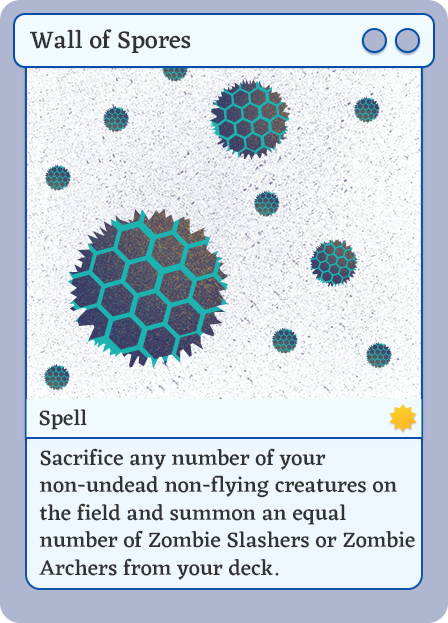 Wall of Spores
Spell
Sacrifice any number of your
non-undead non-flying creatures on
the field and summon an equal
number of Zombie Slashers or Zombie
Archers from your deck.